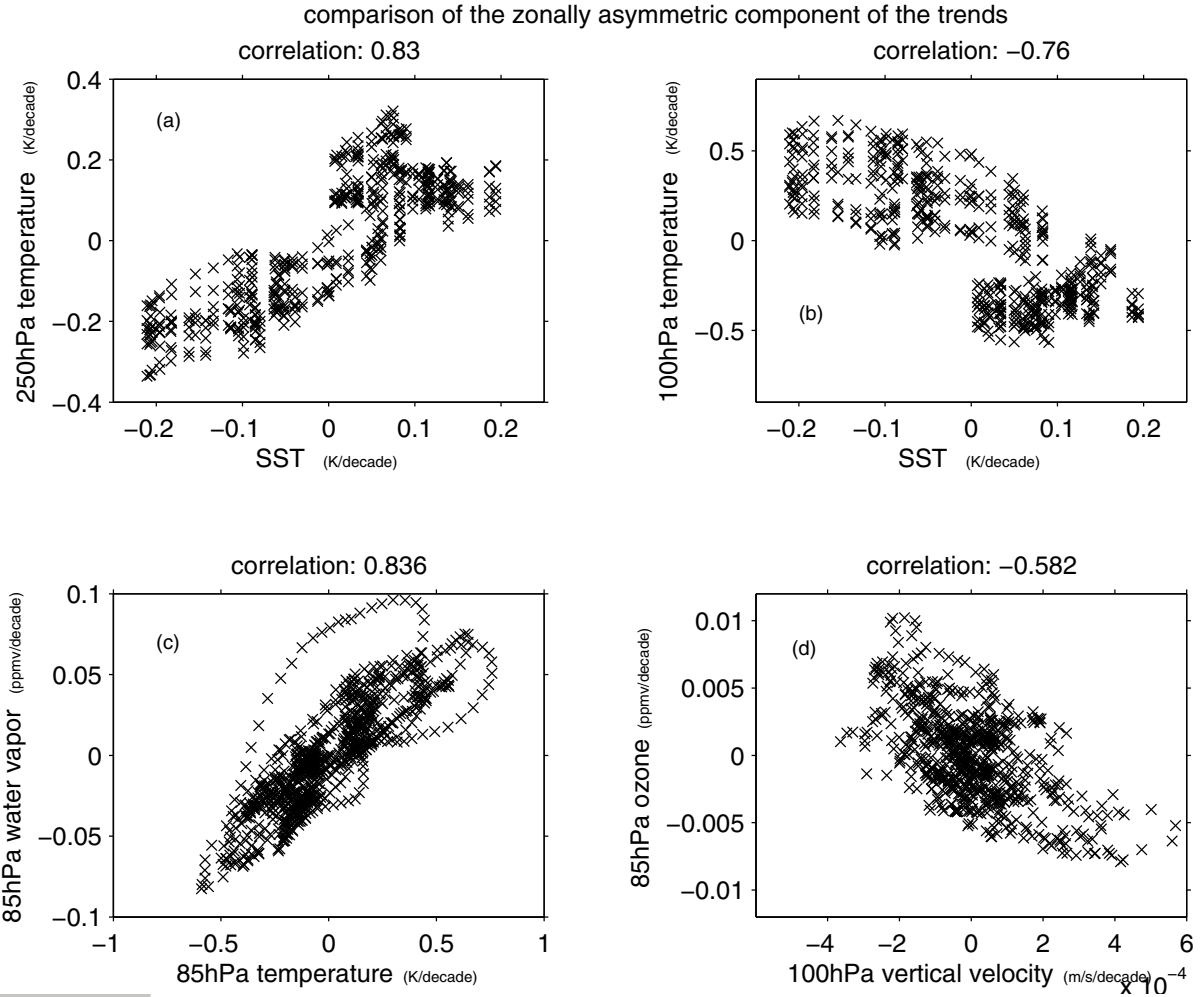 comparison of the zonally asymmetric component of the trends
correlation: 0.83
(a)
0.4
0.2
0
−0.2
−0.4
250hPa temperature (K/decade)
−0.2 −0.1 0 0.1 0.2
SST (K/decade)
correlation: −0.76
(b)
0.5
0
−0.5
100hPa temperature (K/decade)
−0.2 −0.1 0 0.1 0.2
SST (K/decade)
correlation: 0.836
(c)
0.1
0.05
0
−0.05
−0.1
85hPa water vapor (ppmv/decade)
−1 −0.5 0 0.5 1
85hPa temperature (K/decade)
correlation: −0.582
(d)
0.01
0.005
0
−0.005
−0.01
85hPa ozone (ppmv/decade)
−4 −2 0 2 4 6
100hPa vertical velocity (m/s/decade)
x 10−4